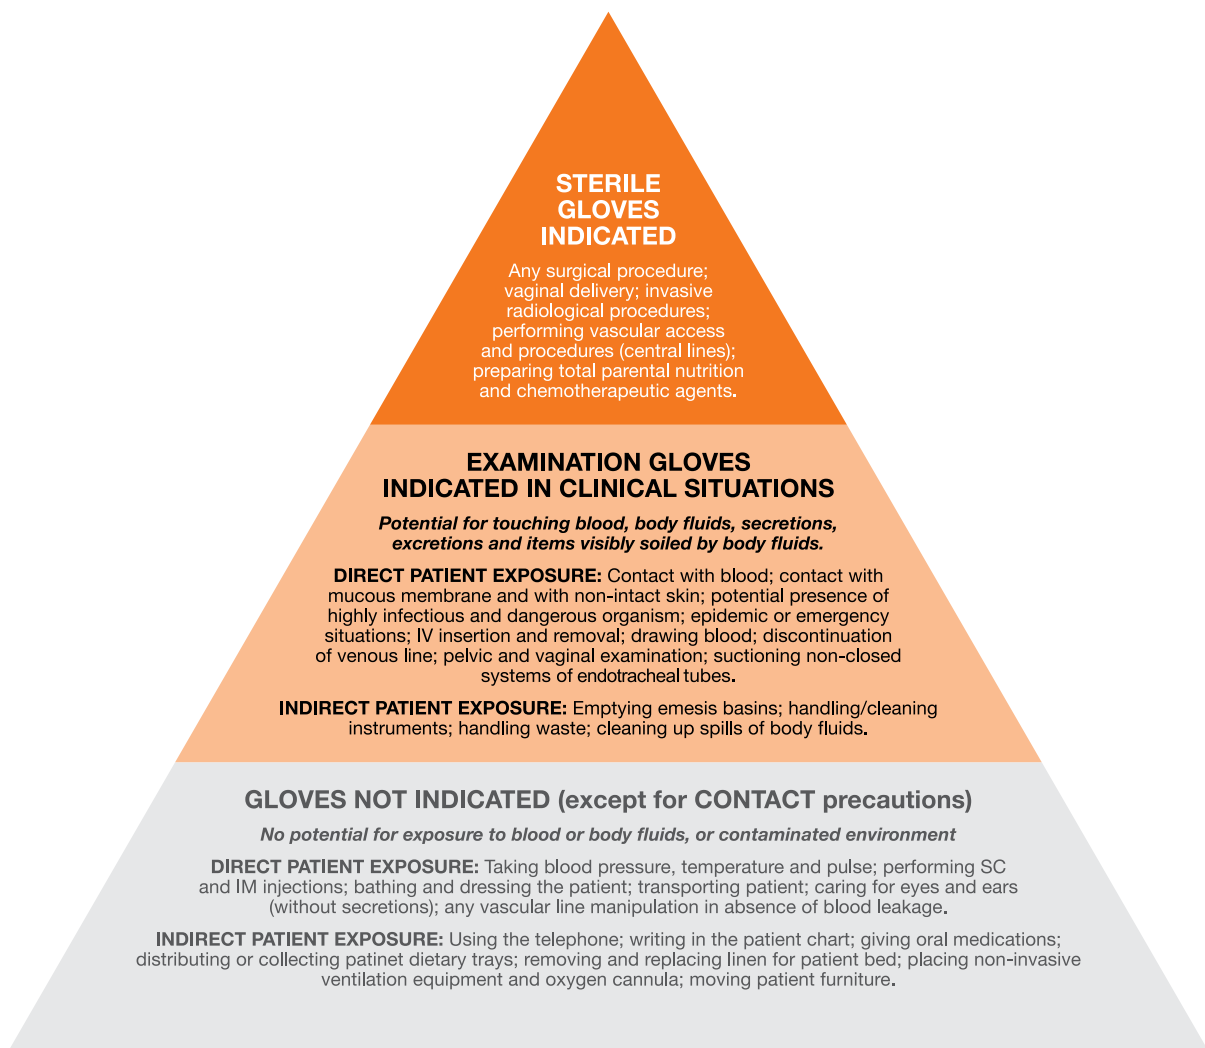 STERILE
GLOVES
INDICATED
Any surgical procedure;
vaginal delivery; invasive
radiological procedures;
performing vascular access
and procedures (central lines);
preparing total parental nutrition
and chemotherapeutic agents.
EXAMINATION GLOVES
INDICATED IN CLINICAL SITUATIONS
Potential for touching blood, body fluids, secretions,
excretions and items visibly soiled by body fluids.
DIRECT PATIENT EXPOSURE: Contact with blood; contact with
mucous membrane and with non-intact skin; potential presence of
highly infectious and dangerous organism; epidemic or emergency
situations; IV insertion and removal; drawing blood; discontinuation
of venous line; pelvic and vaginal examination; suctioning non-closed
systems of endotracheal tubes.
INDIRECT PATIENT EXPOSURE: Emptying emesis basins; handling/cleaning
instruments; handling waste; cleaning up spills of body fluids.
GLOVES NOT INDICATED (except for CONTACT precautions)
No potential for exposure to blood or body fluids, or contaminated environment
DIRECT PATIENT EXPOSURE: Taking blood pressure, temperature and pulse; performing SC
and IM injections; bathing and dressing the patient; transporting patient; caring for eyes and ears
(without secretions); any vascular line manipulation in absence of blood leakage.
INDIRECT PATIENT EXPOSURE: Using the telephone; writing in the patient chart; giving oral medications;
distributing or collecting patinet dietary trays; removing and replacing linen for patient bed; placing non-invasive
ventilation equipment and oxygen cannula; moving patient furniture.